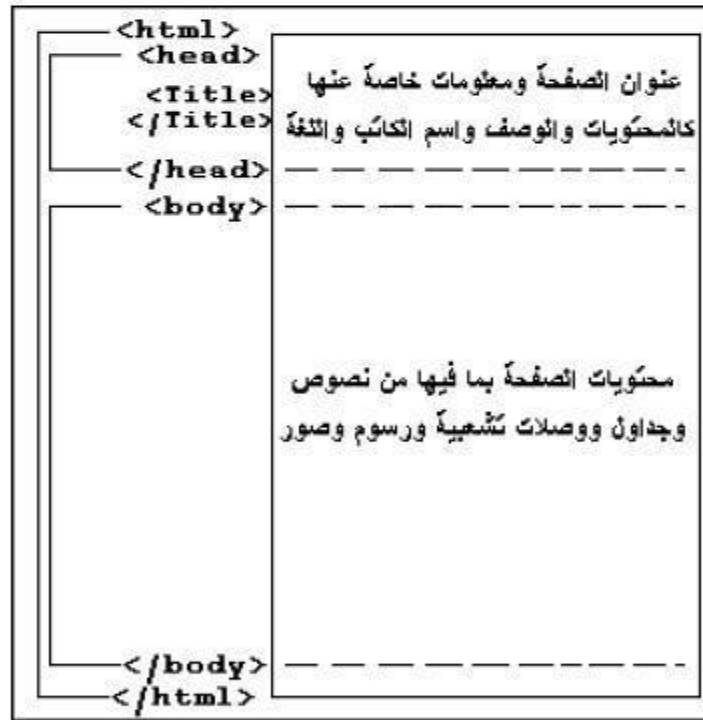 <html>
<head>
<Title>
</Title>
عنوان الصفحة ومعلومات خاصة عنها
كالمحتويات والوصف واسم الكاتب واللغة
</head>
<body>
محتويات الصفحة بما فيها من نصوص
وجداول ووصلات تشعبية ورسوم وصور
</body>
</html>